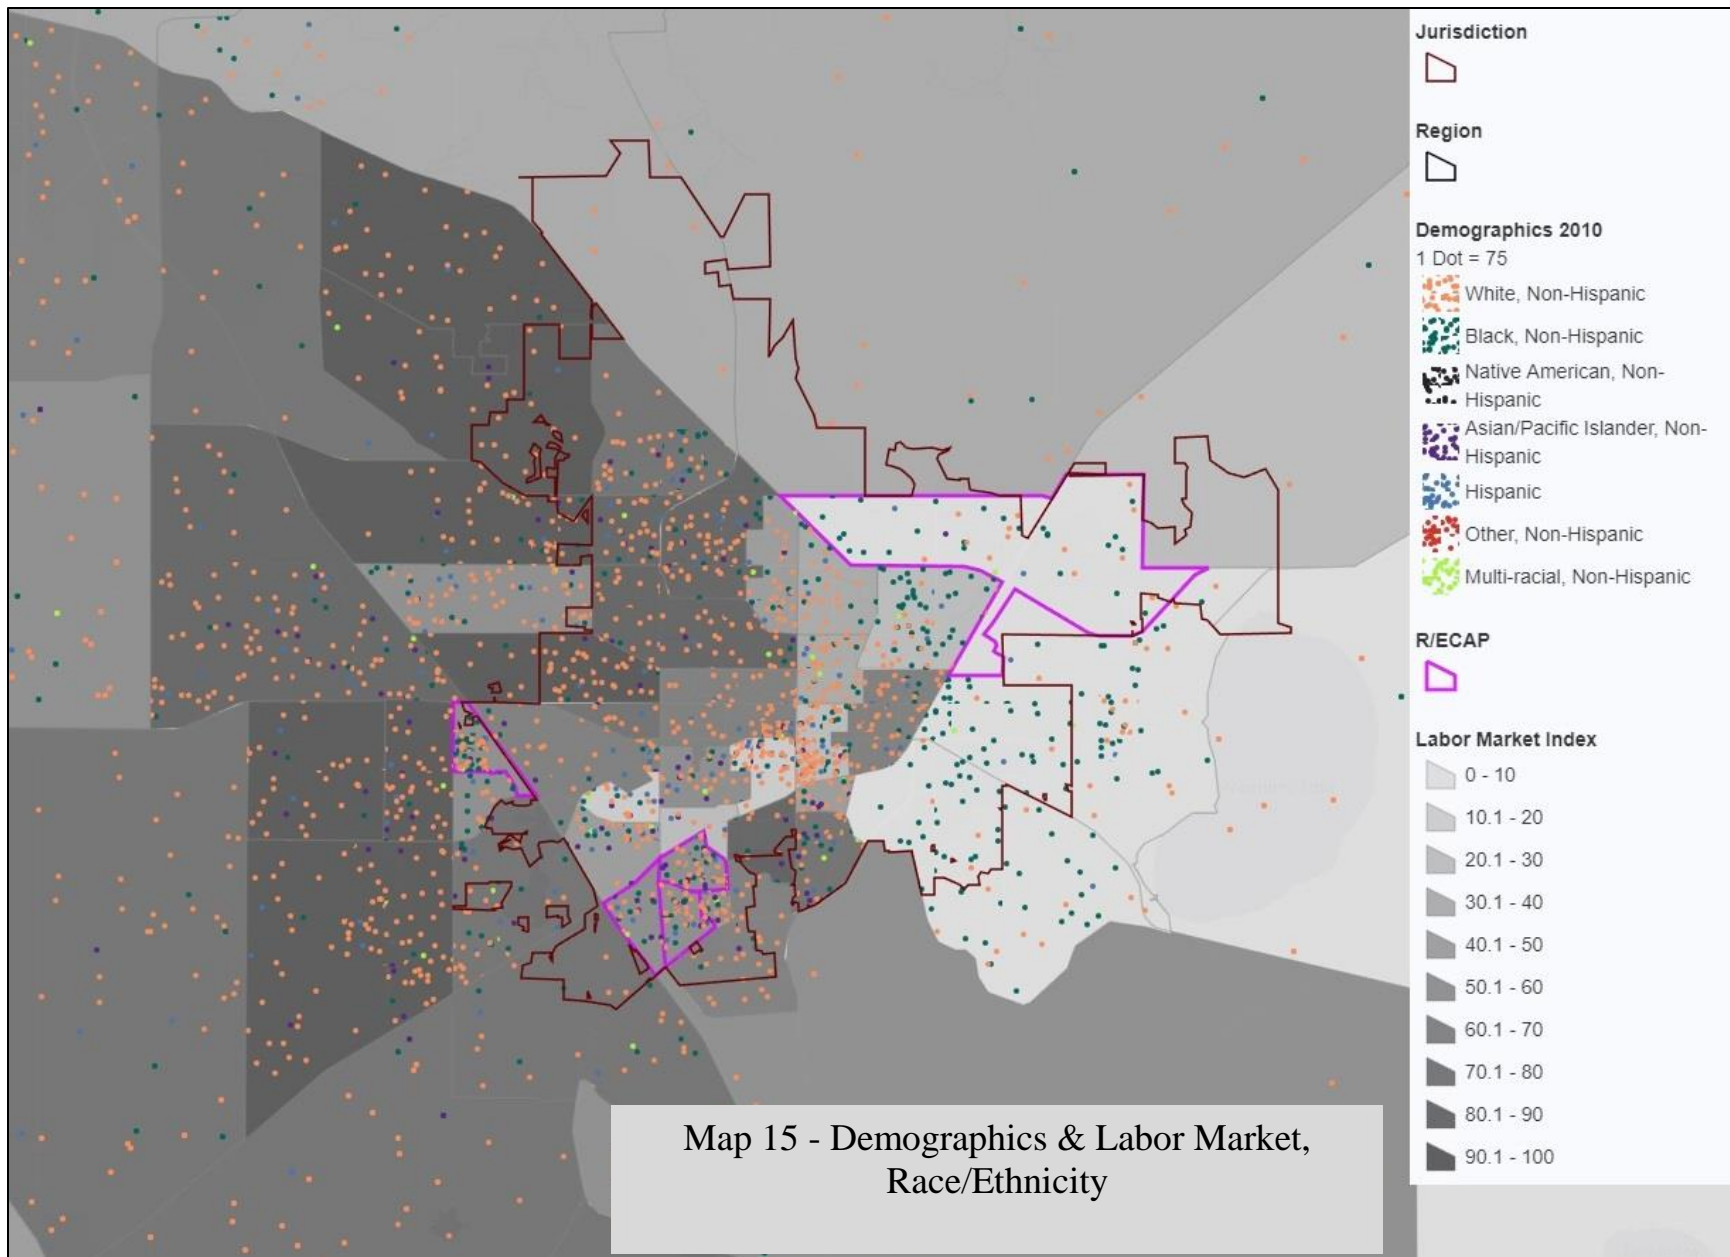 Jurisdiction
Region
Demographics 2010
1 Dot = 75
White, Non-Hispanic
Black, Non-Hispanic
Native American, Non-
Hispanic
Asian/Pacific Islander, Non-
Hispanic
Hispanic
Other, Non-Hispanic
Multi-racial, Non-Hispanic
R/ECAP
Labor Market Index
0 - 10
10.1 - 20
20.1 - 30
30.1 - 40
40.1 - 50
50.1 - 60
60.1 - 70
70.1 - 80
80.1 - 90
90.1 - 100
Map 15 - Demographics & Labor Market,
Race/Ethnicity